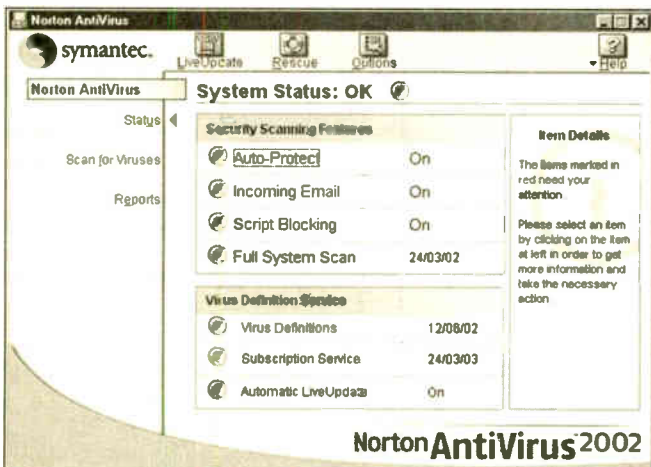 Norton AntiVirus
symantec.
LiveUpdate Rescue Options Help
Norton AntiVirus
System Status: OK
Status
Scan for Viruses
Reports
Security Scanning Features
Auto-Protect On
Incoming Email On
Script Blocking On
Full System Scan 24/03/02
Virus Definition Service
Virus Definitions 12/06/02
Subscription Service 24/03/03
Automatic LiveUpdate On
Item Details
The items marked in
red need your
attention
Please select an item
by clicking on the item
at left in order to get
more information and
take the necessary
action
Norton AntiVirus 2002